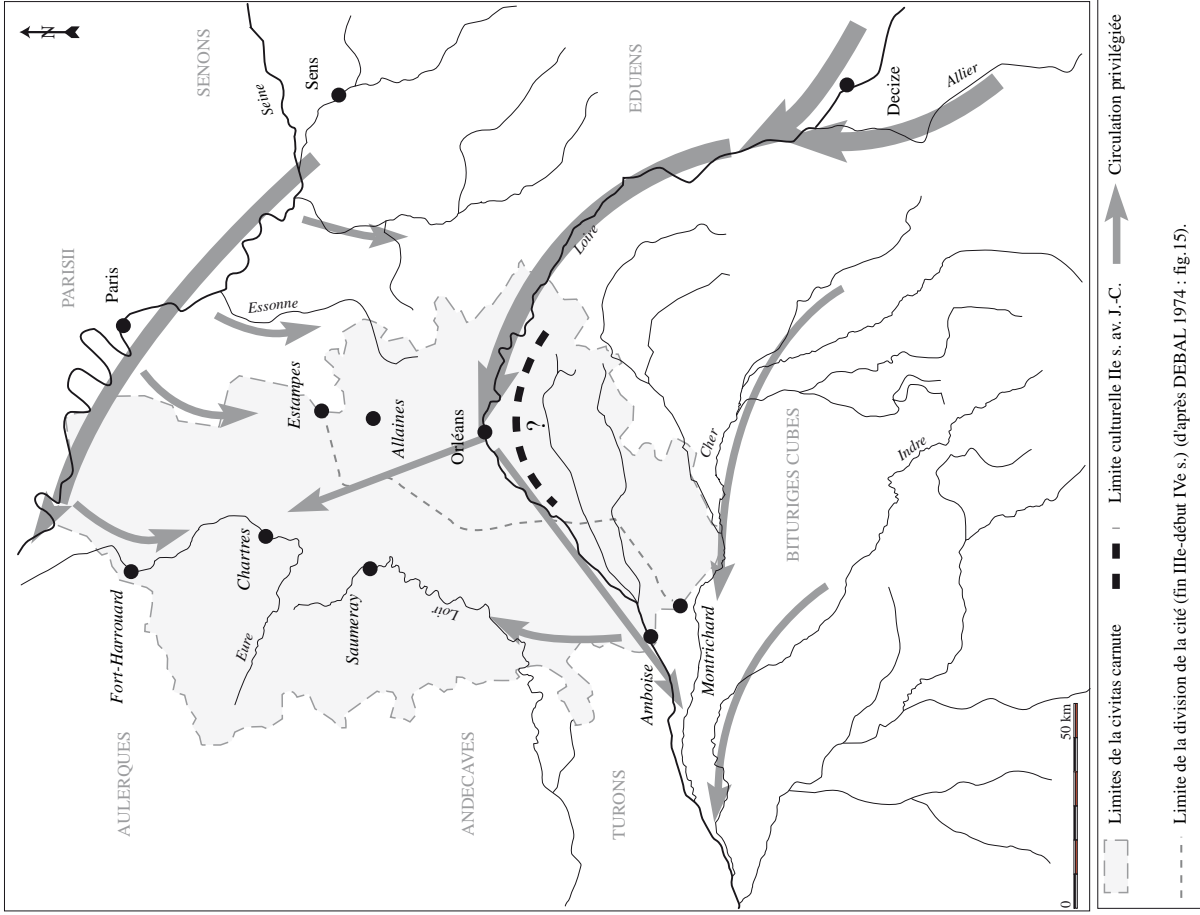 N
PARISII
Paris
Fort-Harrouard
AULERQUES
SENONS
Eure
Chartres
Seine
Essonne
Estampes
Sens
Saumeray
Allaines
Loir
Orléans
ANDECAVES
?
Loire
TURONS
EDUENS
Amboise
Montrichard
Cher
BITURIGES CUBES
Decize
Indre
Allier
0 50 km
Limites de la civitas carnute Limite culturelle IIe s. av. J.-C. Circulation privilégiée
Limite de la division de la cité (fin IIIe-début IVe s.) (d'après DEBAL 1974 : fig.15).